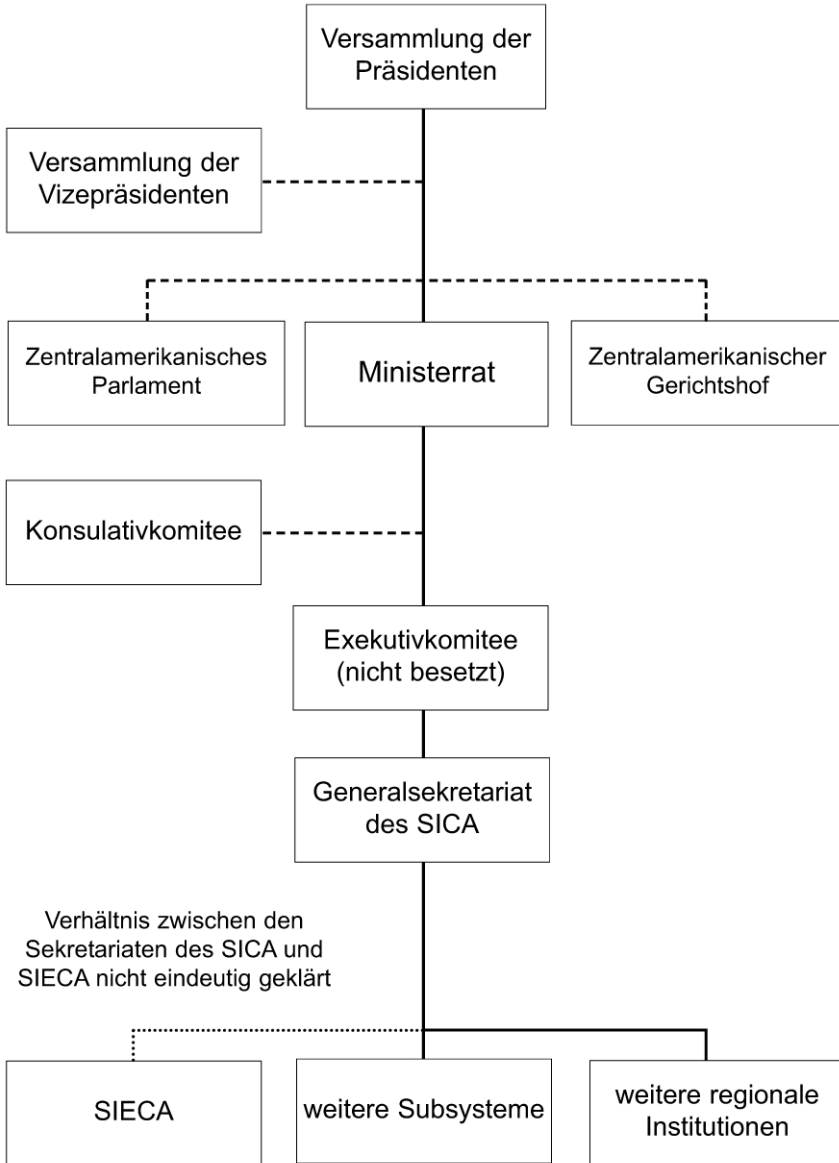 Versammlung der
Präsidenten
Versammlung der
Vizepräsidenten
Zentralamerikanisches
Parlament
Ministerrat
Zentralamerikanischer
Gerichtshof
Konsulativkomitee
Exekutivkomitee
(nicht besetzt)
Generalsekretariat
des SICA
Verhältnis zwischen den
Sekretariaten des SICA und
SIECA nicht eindeutig geklärt
SIECA
weitere Subsysteme
weitere regionale
Institutionen